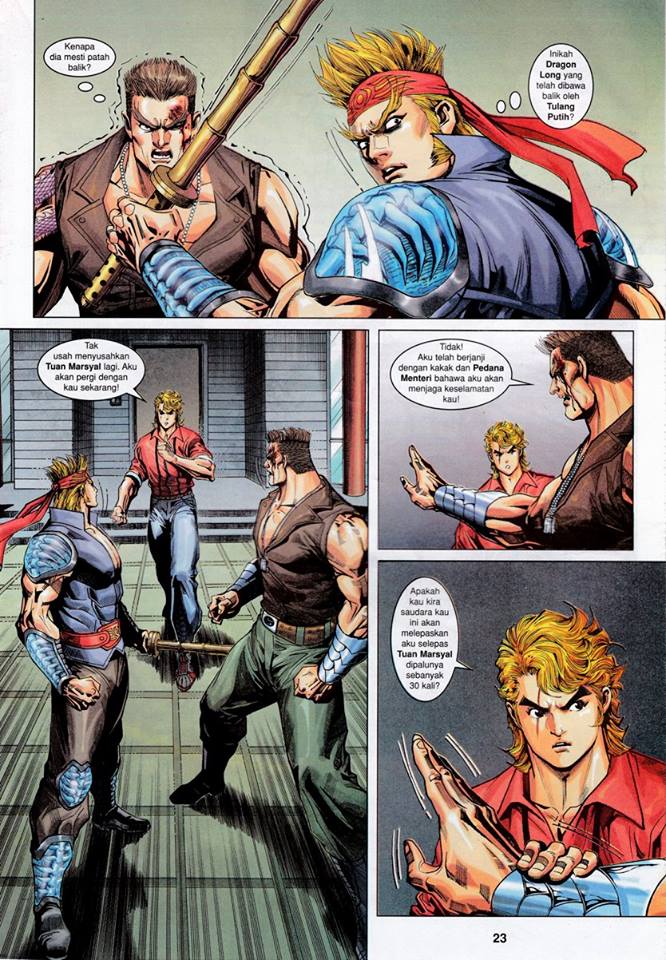 Kenapa
dia mesti patah
balik?
Inikah
Dragon
Long yang
telah dibawa
balik oleh
Tulang
Putih?
Tak
usah menyusahkan
Tuan Marsyal lagi. Aku
akan pergi dengan
kau sekarang!
Tidak!
Aku telah berjanji
dengan kakak dan Pedana
Menteri bahawa aku akan
menjaga keselamatan
kau!
Apakah
kau kira
saudara kau
ini akan
melepaskan
aku selepas
Tuan Marsyal
dipalunya
sebanyak
30 kali?
23